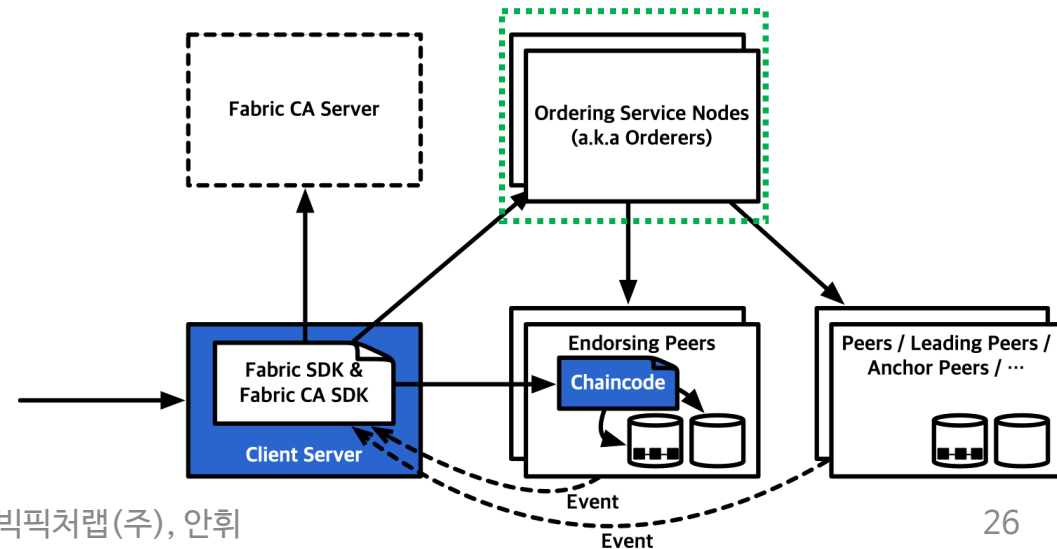 Fabric CA Server
Ordering Service Nodes
(a.k.a Orderers)
Fabric SDK &
Fabric CA SDK
Client Server
Endorsing Peers
Chaincode
Peers / Leading Peers /
Anchor Peers / ⋯
Event
Event
빅픽처랩(주), 안휘
26